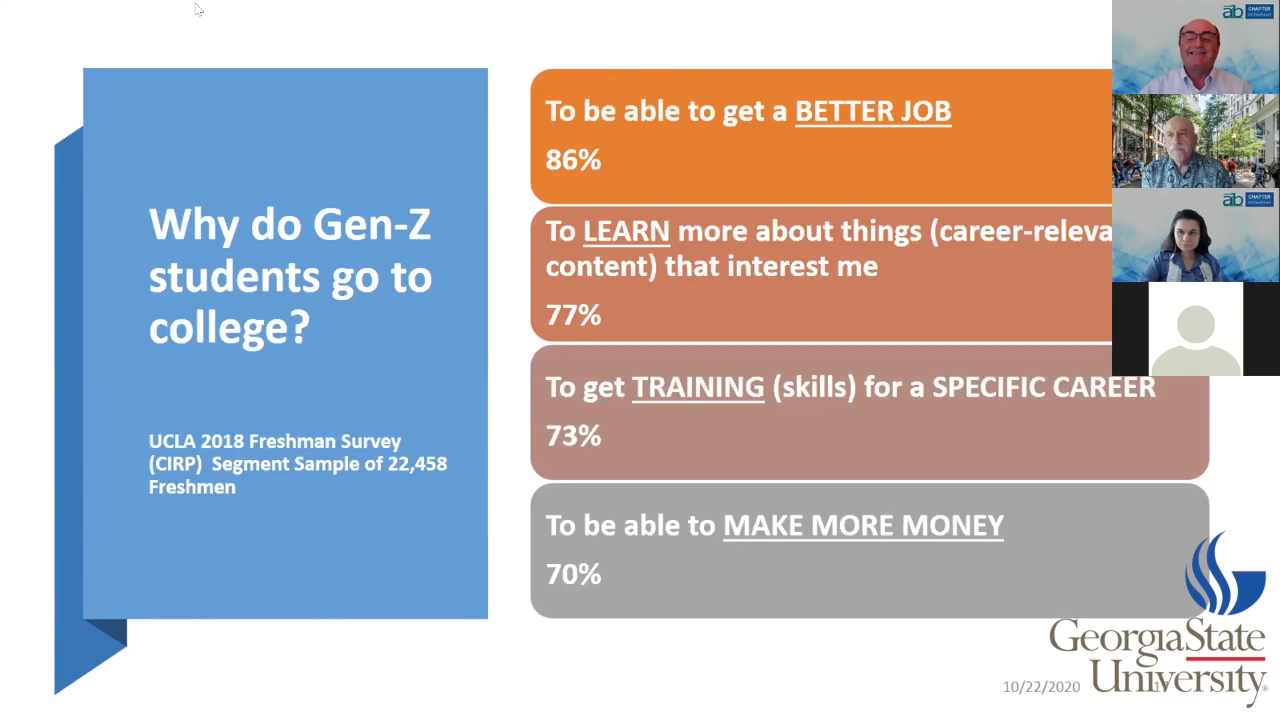 Why do Gen-Z
students go to
college?
UCLA 2018 Freshman Survey
(CIRP) Segment Sample of 22,458
Freshmen
To be able to get a BETTER JOB
86%
To LEARN more about things (career-releva
content) that interest me
77%
To get TRAINING (skills) for a SPECIFIC CAREER
73%
To be able to MAKE MORE MONEY
70%
GeorgiaState
University
10/22/2020
CHAPTER
CHAPTER